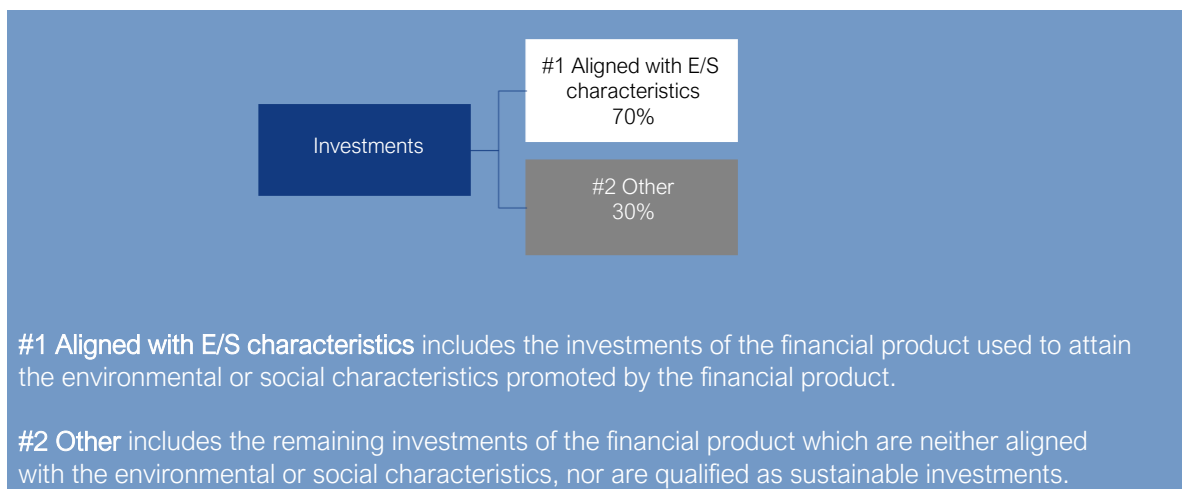 #1 Aligned with E/S
characteristics
70%
Investments
#2 Other
30%
#1 Aligned with E/S characteristics includes the investments of the financial product used to attain
the environmental or social characteristics promoted by the financial product.
#2 Other includes the remaining investments of the financial product which are neither aligned
with the environmental or social characteristics, nor are qualified as sustainable investments.